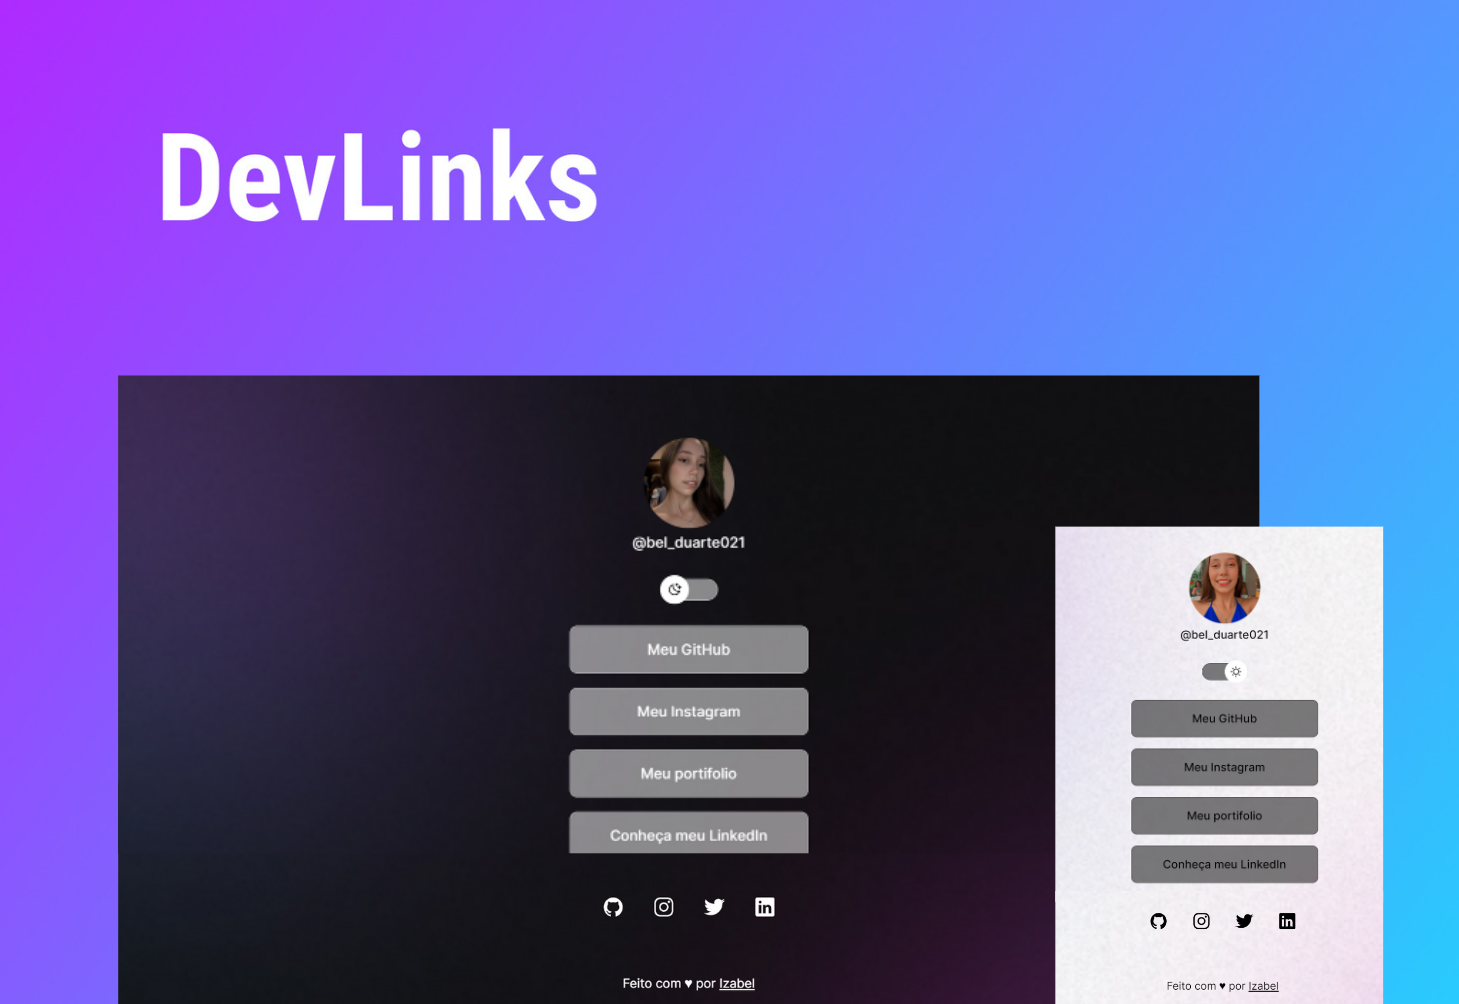 DevLinks
@bel_duarte021
Meu GitHub
Meu Instagram
Meu portifolio
Conheça meu LinkedIn
Feito com ♥ por Izabel
@bel_duarte021
Meu GitHub
Meu Instagram
Meu portifolio
Conheça meu LinkedIn
Feito com ♥ por Izabel